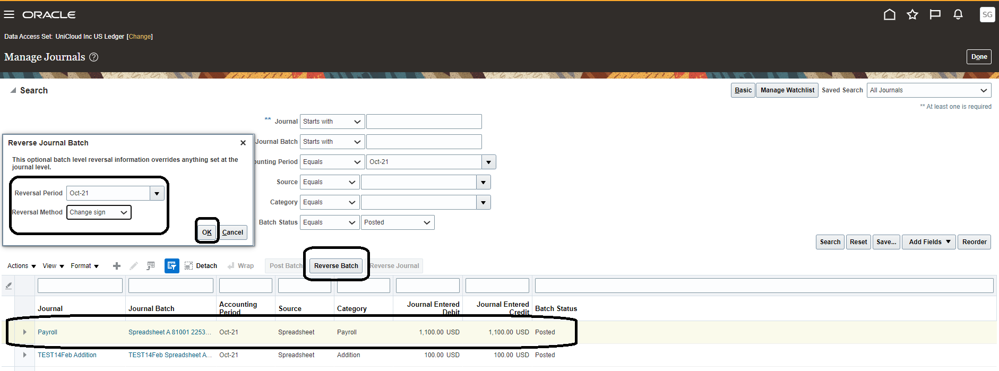 ORACLE
SG
Data Access Set: UniCloud Inc US Ledger [Change]
Manage Journals ?
Done
Search
Basic Manage Watchlist Saved Search All Journals
** At least one is required
** Journal Starts with
Journal Batch Starts with
ounting Period Equals Oct-21
Source Equals
Category Equals
Batch Status Equals Posted
Reverse Journal Batch
This optional batch level reversal information overrides anything set at the
journal level.
Reversal Period Oct-21
Reversal Method Change sign
OK Cancel
Search Reset Save... Add Fields Reorder
Actions View Format Detach Wrap Post Batch Reverse Batch Reverse Journal
Journal Journal Batch Accounting Period Source Category Journal Entered Debit Journal Entered Credit Batch Status
Payroll Spreadsheet A 81001 2253... Oct-21 Spreadsheet Payroll 1,100.00 USD 1,100.00 USD Posted
TEST14Feb Addition TEST14Feb Spreadsheet A... Oct-21 Spreadsheet Addition 100.00 USD 100.00 USD Posted